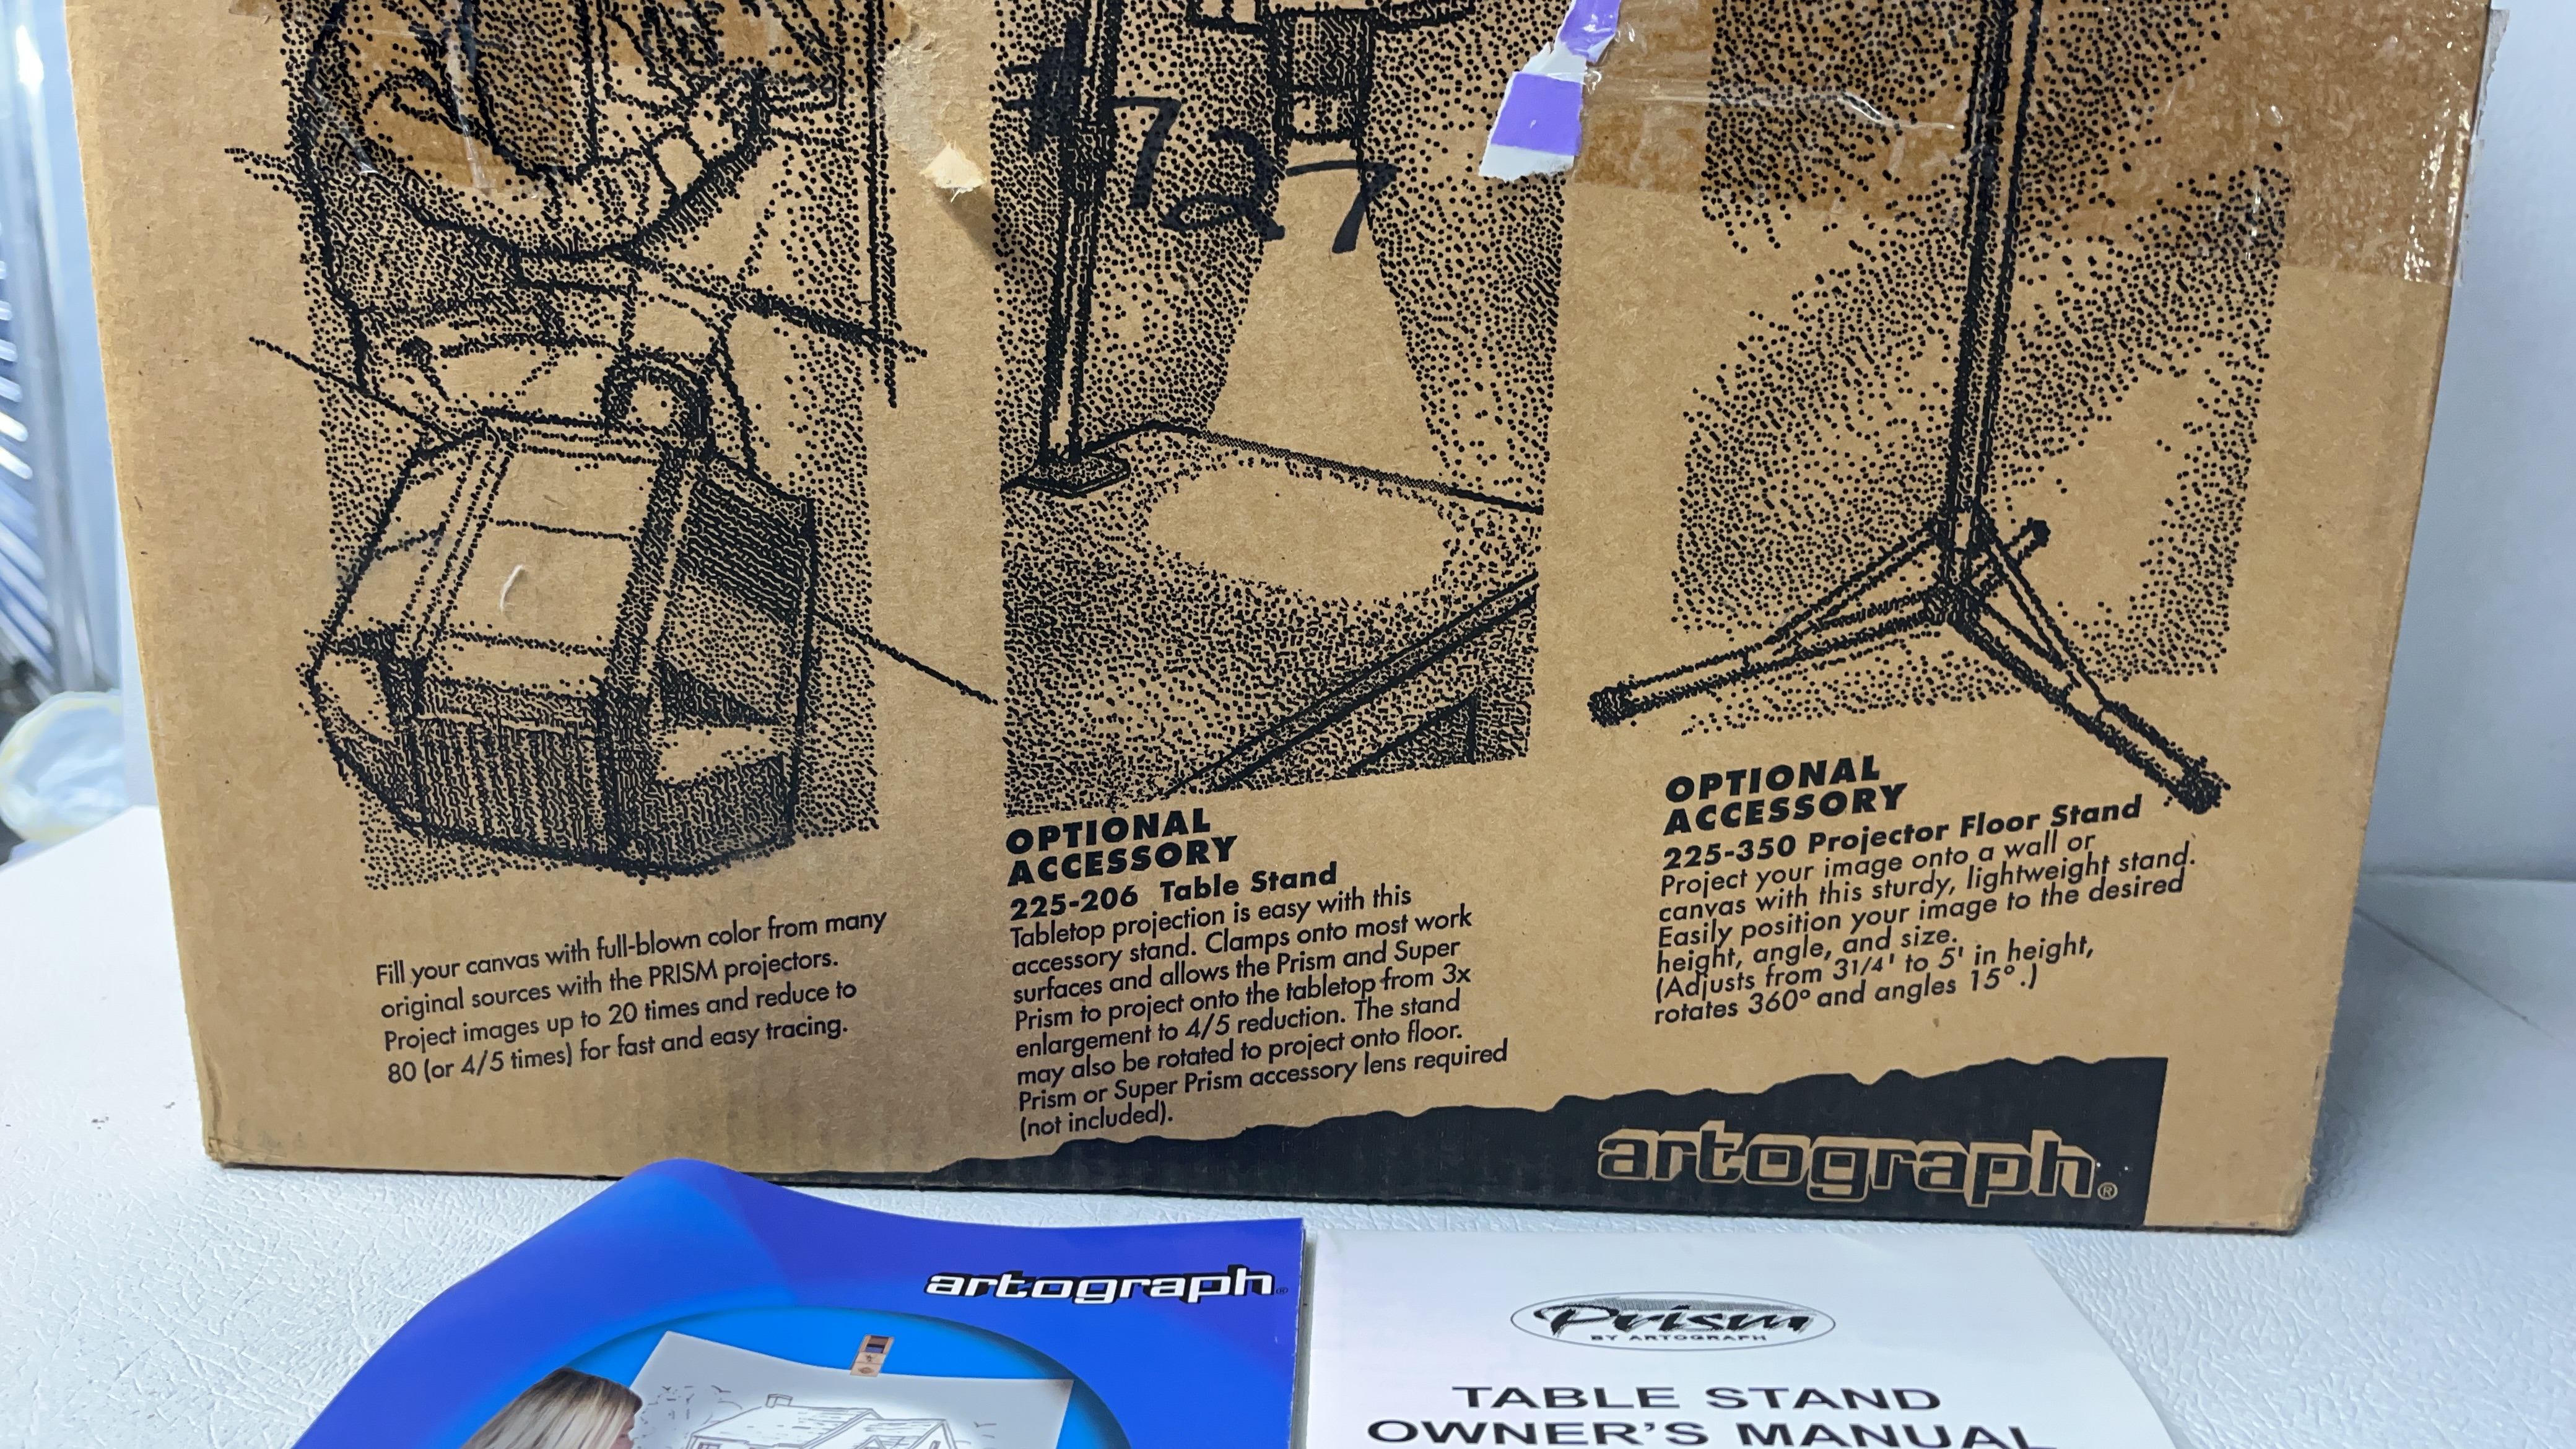 #727
Fill your canvas with full-blown color from many
original sources with the PRISM projectors.
Project images up to 20 times and reduce to
80 (or 4/5 times) for fast and easy tracing.
OPTIONAL
ACCESSORY
225-206 Table Stand
Tabletop projection is easy with this
accessory stand. Clamps onto most work
surfaces and allows the Prism and Super
Prism to project onto the tabletop from 3x
enlargement to 4/5 reduction. The stand
may also be rotated to project onto floor.
Prism or Super Prism accessory lens required
(not included).
OPTIONAL
ACCESSORY
225-350 Projector Floor Stand
Project your image onto a wall or
canvas with this sturdy, lightweight stand.
Easily position your image to the desired
height, angle, and size.
(Adjusts from 31/4' to 5' in height,
rotates 360° and angles 15°.)
artograph®
artograph®
Prism
BY ARTOGRAPH
TABLE STAND
OWNER'S MANUAL